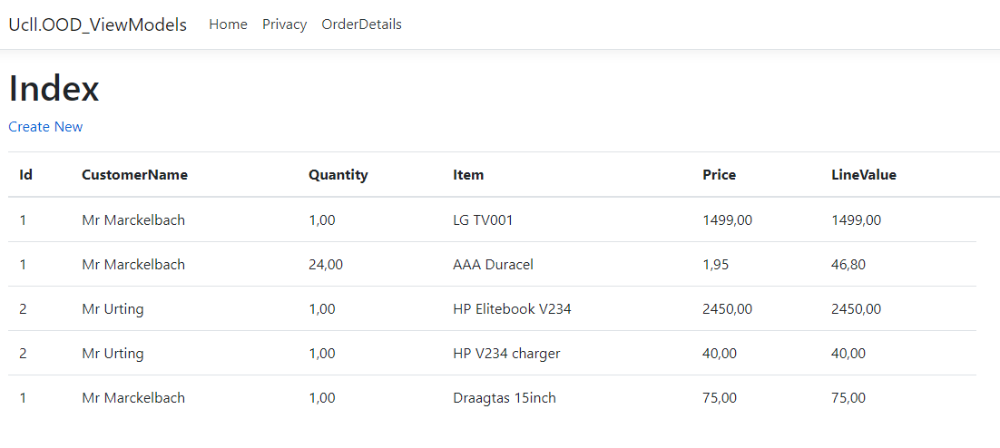 Ucll.OOD_ViewModels Home Privacy OrderDetails
Index
Create New
Id CustomerName Quantity Item Price LineValue
1 Mr Marckelbach 1,00 LG TV001 1499,00 1499,00
1 Mr Marckelbach 24,00 AAA Duracel 1,95 46,80
2 Mr Urting 1,00 HP Elitebook V234 2450,00 2450,00
2 Mr Urting 1,00 HP V234 charger 40,00 40,00
1 Mr Marckelbach 1,00 Draagtas 15inch 75,00 75,00